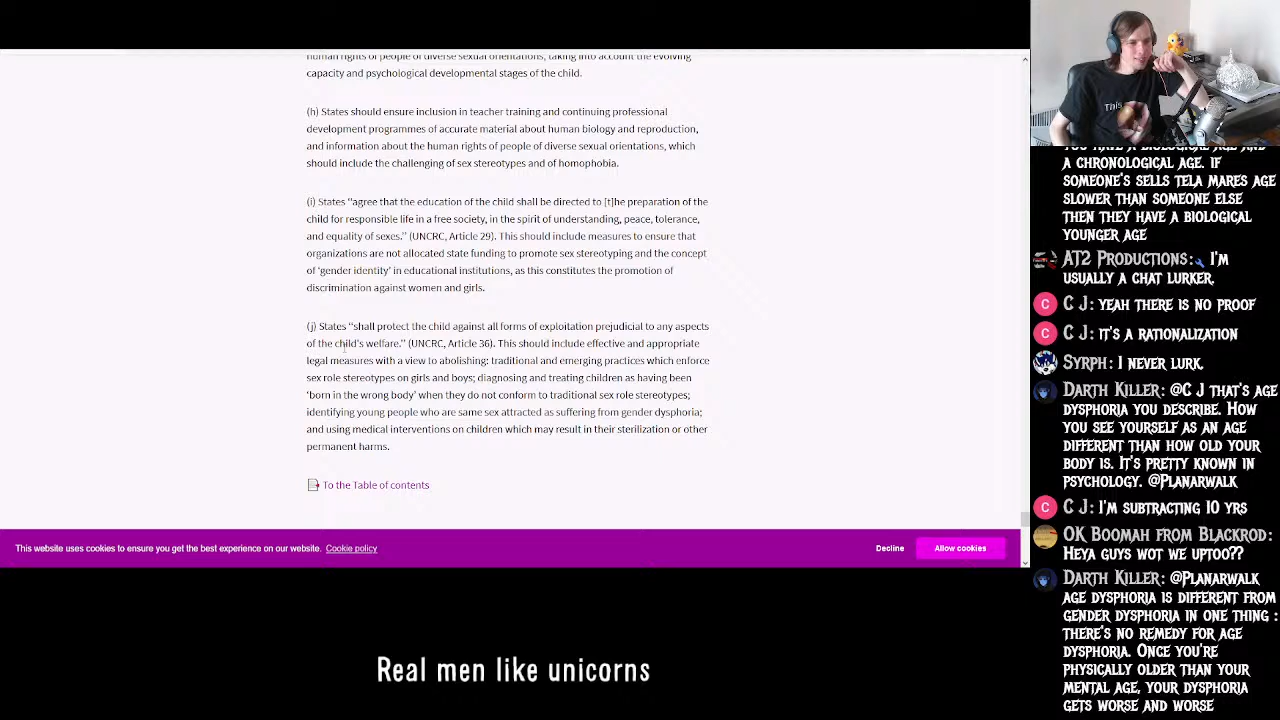 human rights of people of diverse sexual orientations, taking into account the evolving
capacity and psychological developmental stages of the child.
(h) States should ensure inclusion in teacher training and continuing professional
development programmes of accurate material about human biology and reproduction,
and information about the human rights of people of diverse sexual orientations, which
should include the challenging of sex stereotypes and of homophobia.
(i) States “agree that the education of the child shall be directed to [t]he preparation of the
child for responsible life in a free society, in the spirit of understanding, peace, tolerance,
and equality of sexes.” (UNCRC, Article 29). This should include measures to ensure that
organizations are not allocated state funding to promote sex stereotyping and the concept
of ‘gender identity’ in educational institutions, as this constitutes the promotion of
discrimination against women and girls.
(j) States “shall protect the child against all forms of exploitation prejudicial to any aspects
of the child’s welfare.” (UNCRC, Article 36). This should include effective and appropriate
legal measures with a view to abolishing: traditional and emerging practices which enforce
sex role stereotypes on girls and boys; diagnosing and treating children as having been
‘born in the wrong body’ when they do not conform to traditional sex role stereotypes;
identifying young people who are same sex attracted as suffering from gender dysphoria;
and using medical interventions on children which may result in their sterilization or other
permanent harms.
To the Table of contents
This website uses cookies to ensure you get the best experience on our website. Cookie policy
Decline
Allow cookies
Real men like unicorns
This
YOU HAVE A BIOLOGICAL AGE AND
A CHRONOLOGICAL AGE. IF
SOMEONE'S SELLS TELA MARES AGE
SLOWER THAN SOMEONE ELSE
THEN THEY HAVE A BIOLOGICAL
YOUNGER AGE
AT2 PRODUCTIONS: I'M
USUALLY A CHAT LURKER.
C J: YEAH THERE IS NO PROOF
C J: IT'S A RATIONALIZATION
SYRPH: I NEVER LURK.
DARTH KILLER: @C J THAT'S AGE
DYSPHORIA YOU DESCRIBE. HOW
YOU SEE YOURSELF AS AN AGE
DIFFERENT THAN HOW OLD YOUR
BODY IS. IT'S PRETTY KNOWN IN
PSYCHOLOGY. @PLANARWALK
C J: I'M SUBTRACTING 10 YRS
OK BOOMAH FROM BLACKROD:
HEYA GUYS WOT WE UPTOO??
DARTH KILLER: @PLANARWALK
AGE DYSPHORIA IS DIFFERENT FROM
GENDER DYSPHORIA IN ONE THING :
THERE'S NO REMEDY FOR AGE
DYSPHORIA. ONCE YOU'RE
PHYSICALLY OLDER THAN YOUR
MENTAL AGE, YOUR DYSPHORIA
GETS WORSE AND WORSE